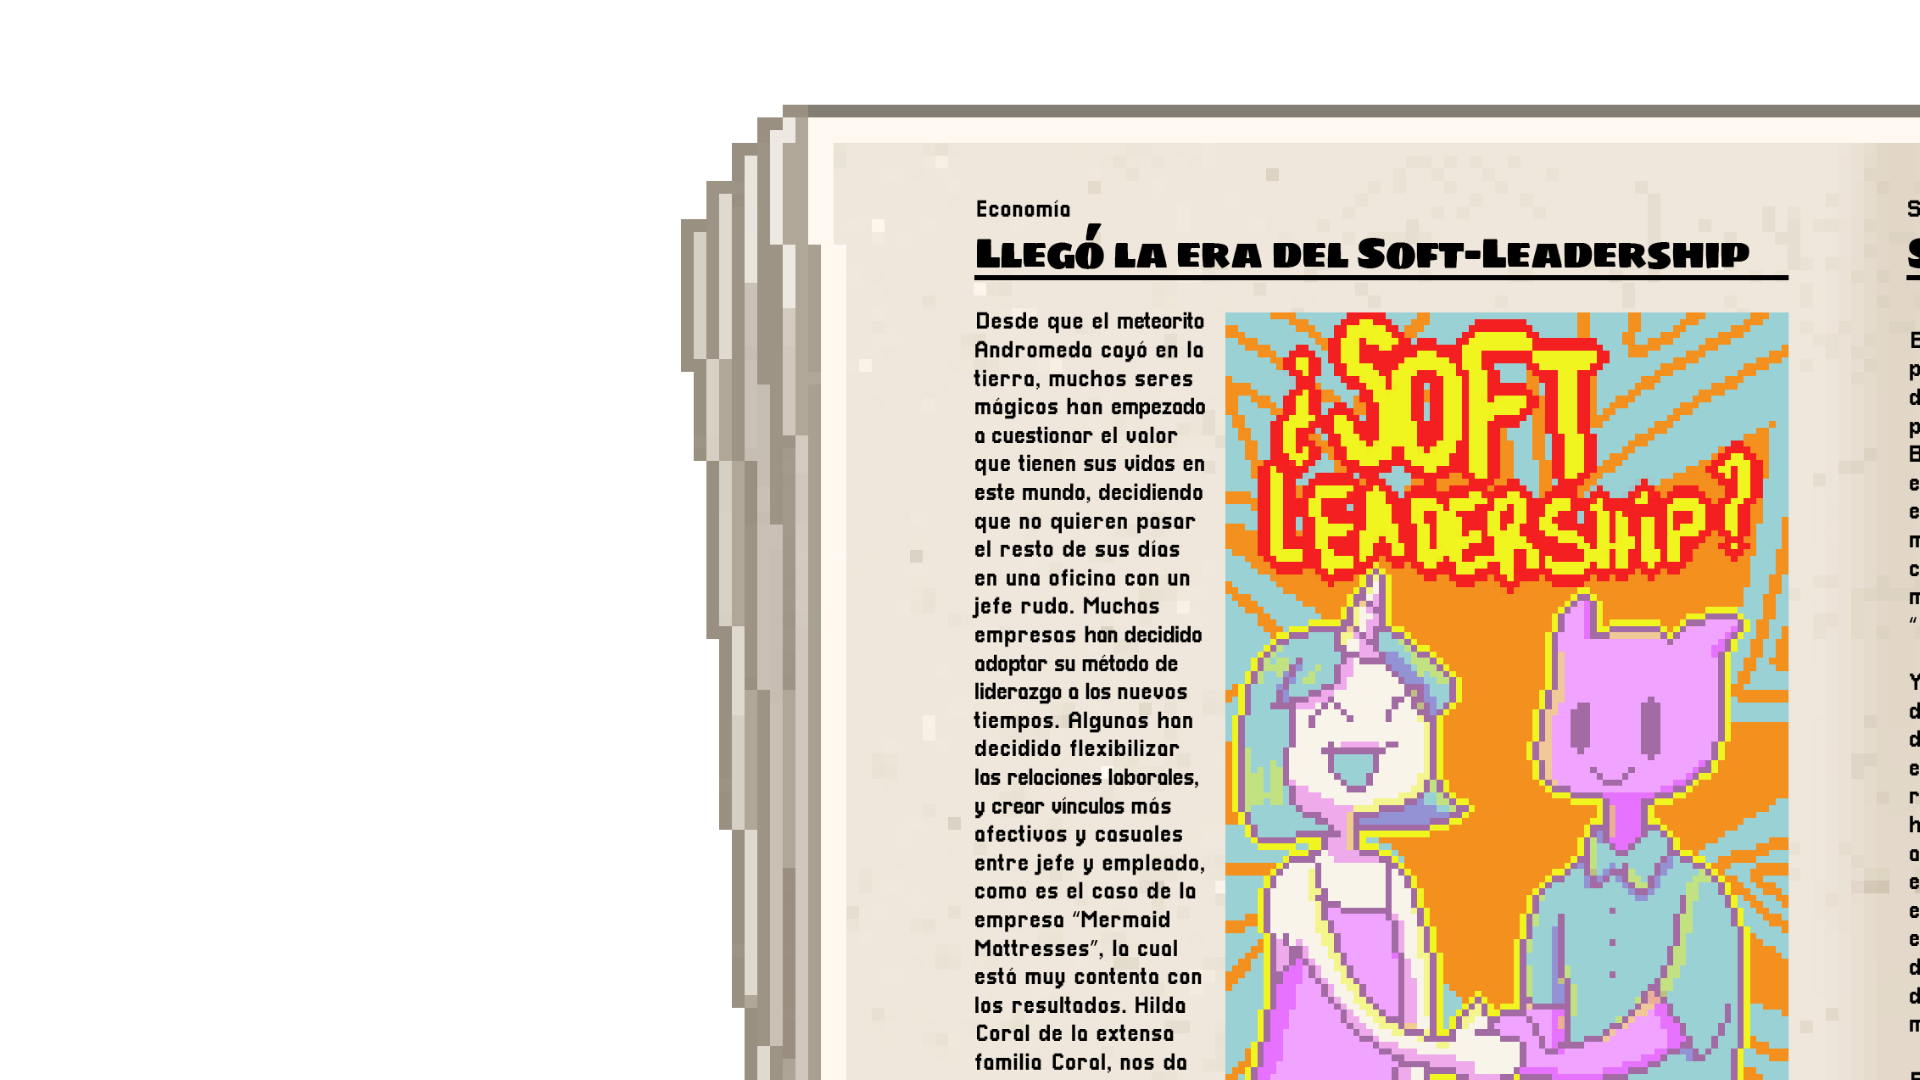 Economía
Llegó la era del Soft-Leadership
Desde que el meteorito
Andromeda cayó en la
tierra, muchos seres
mágicos han empezado
a cuestionar el valor
que tienen sus vidas en
este mundo, decidiendo
que no quieren pasar
el resto de sus días
en una oficina con un
jefe rudo. Muchas
empresas han decidido
adoptar su método de
liderazgo a los nuevos
tiempos. Algunas han
decidido flexibilizar
las relaciones laborales,
y crear vínculos más
afectivos y casuales
entre jefe y empleado,
como es el caso de la
empresa “Mermaid
Mattresses”, la cual
está muy contenta con
los resultados. Hilda
Coral de la extensa
familia Coral, nos da
¿SOFT
LEADERSHIP?